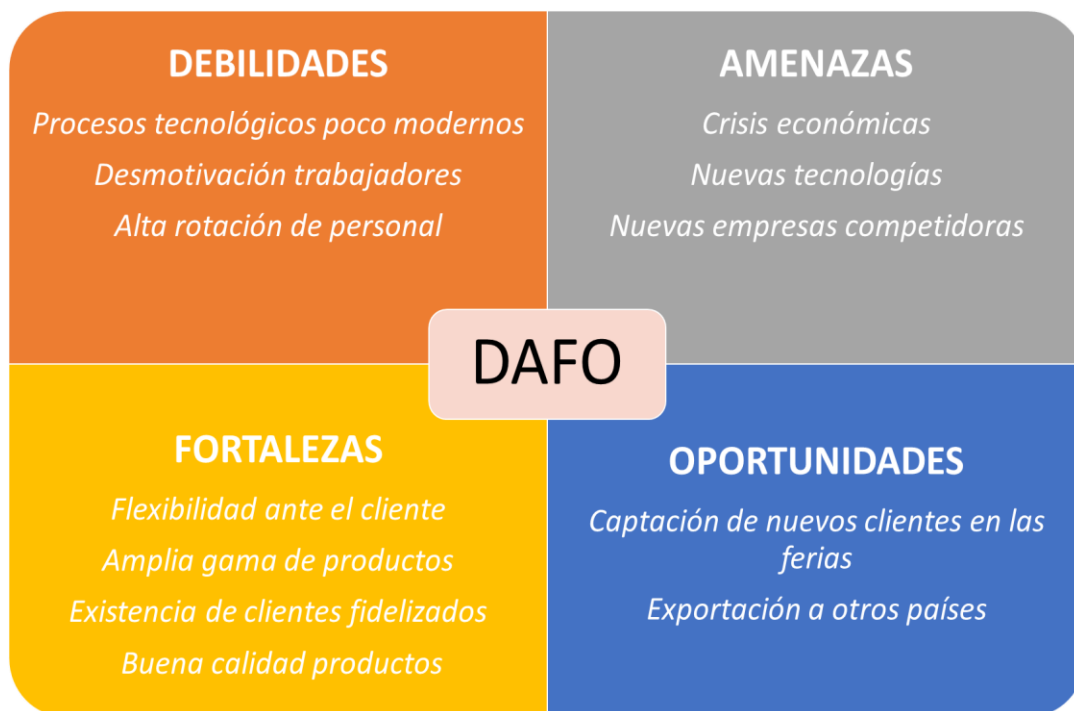 DEBILIDADES
Procesos tecnológicos poco modernos
Desmotivación trabajadores
Alta rotación de personal
AMENAZAS
Crisis económicas
Nuevas tecnologías
Nuevas empresas competidoras
DAFO
FORTALEZAS
Flexibilidad ante el cliente
Amplia gama de productos
Existencia de clientes fidelizados
Buena calidad productos
OPORTUNIDADES
Captación de nuevos clientes en las
ferias
Exportación a otros países